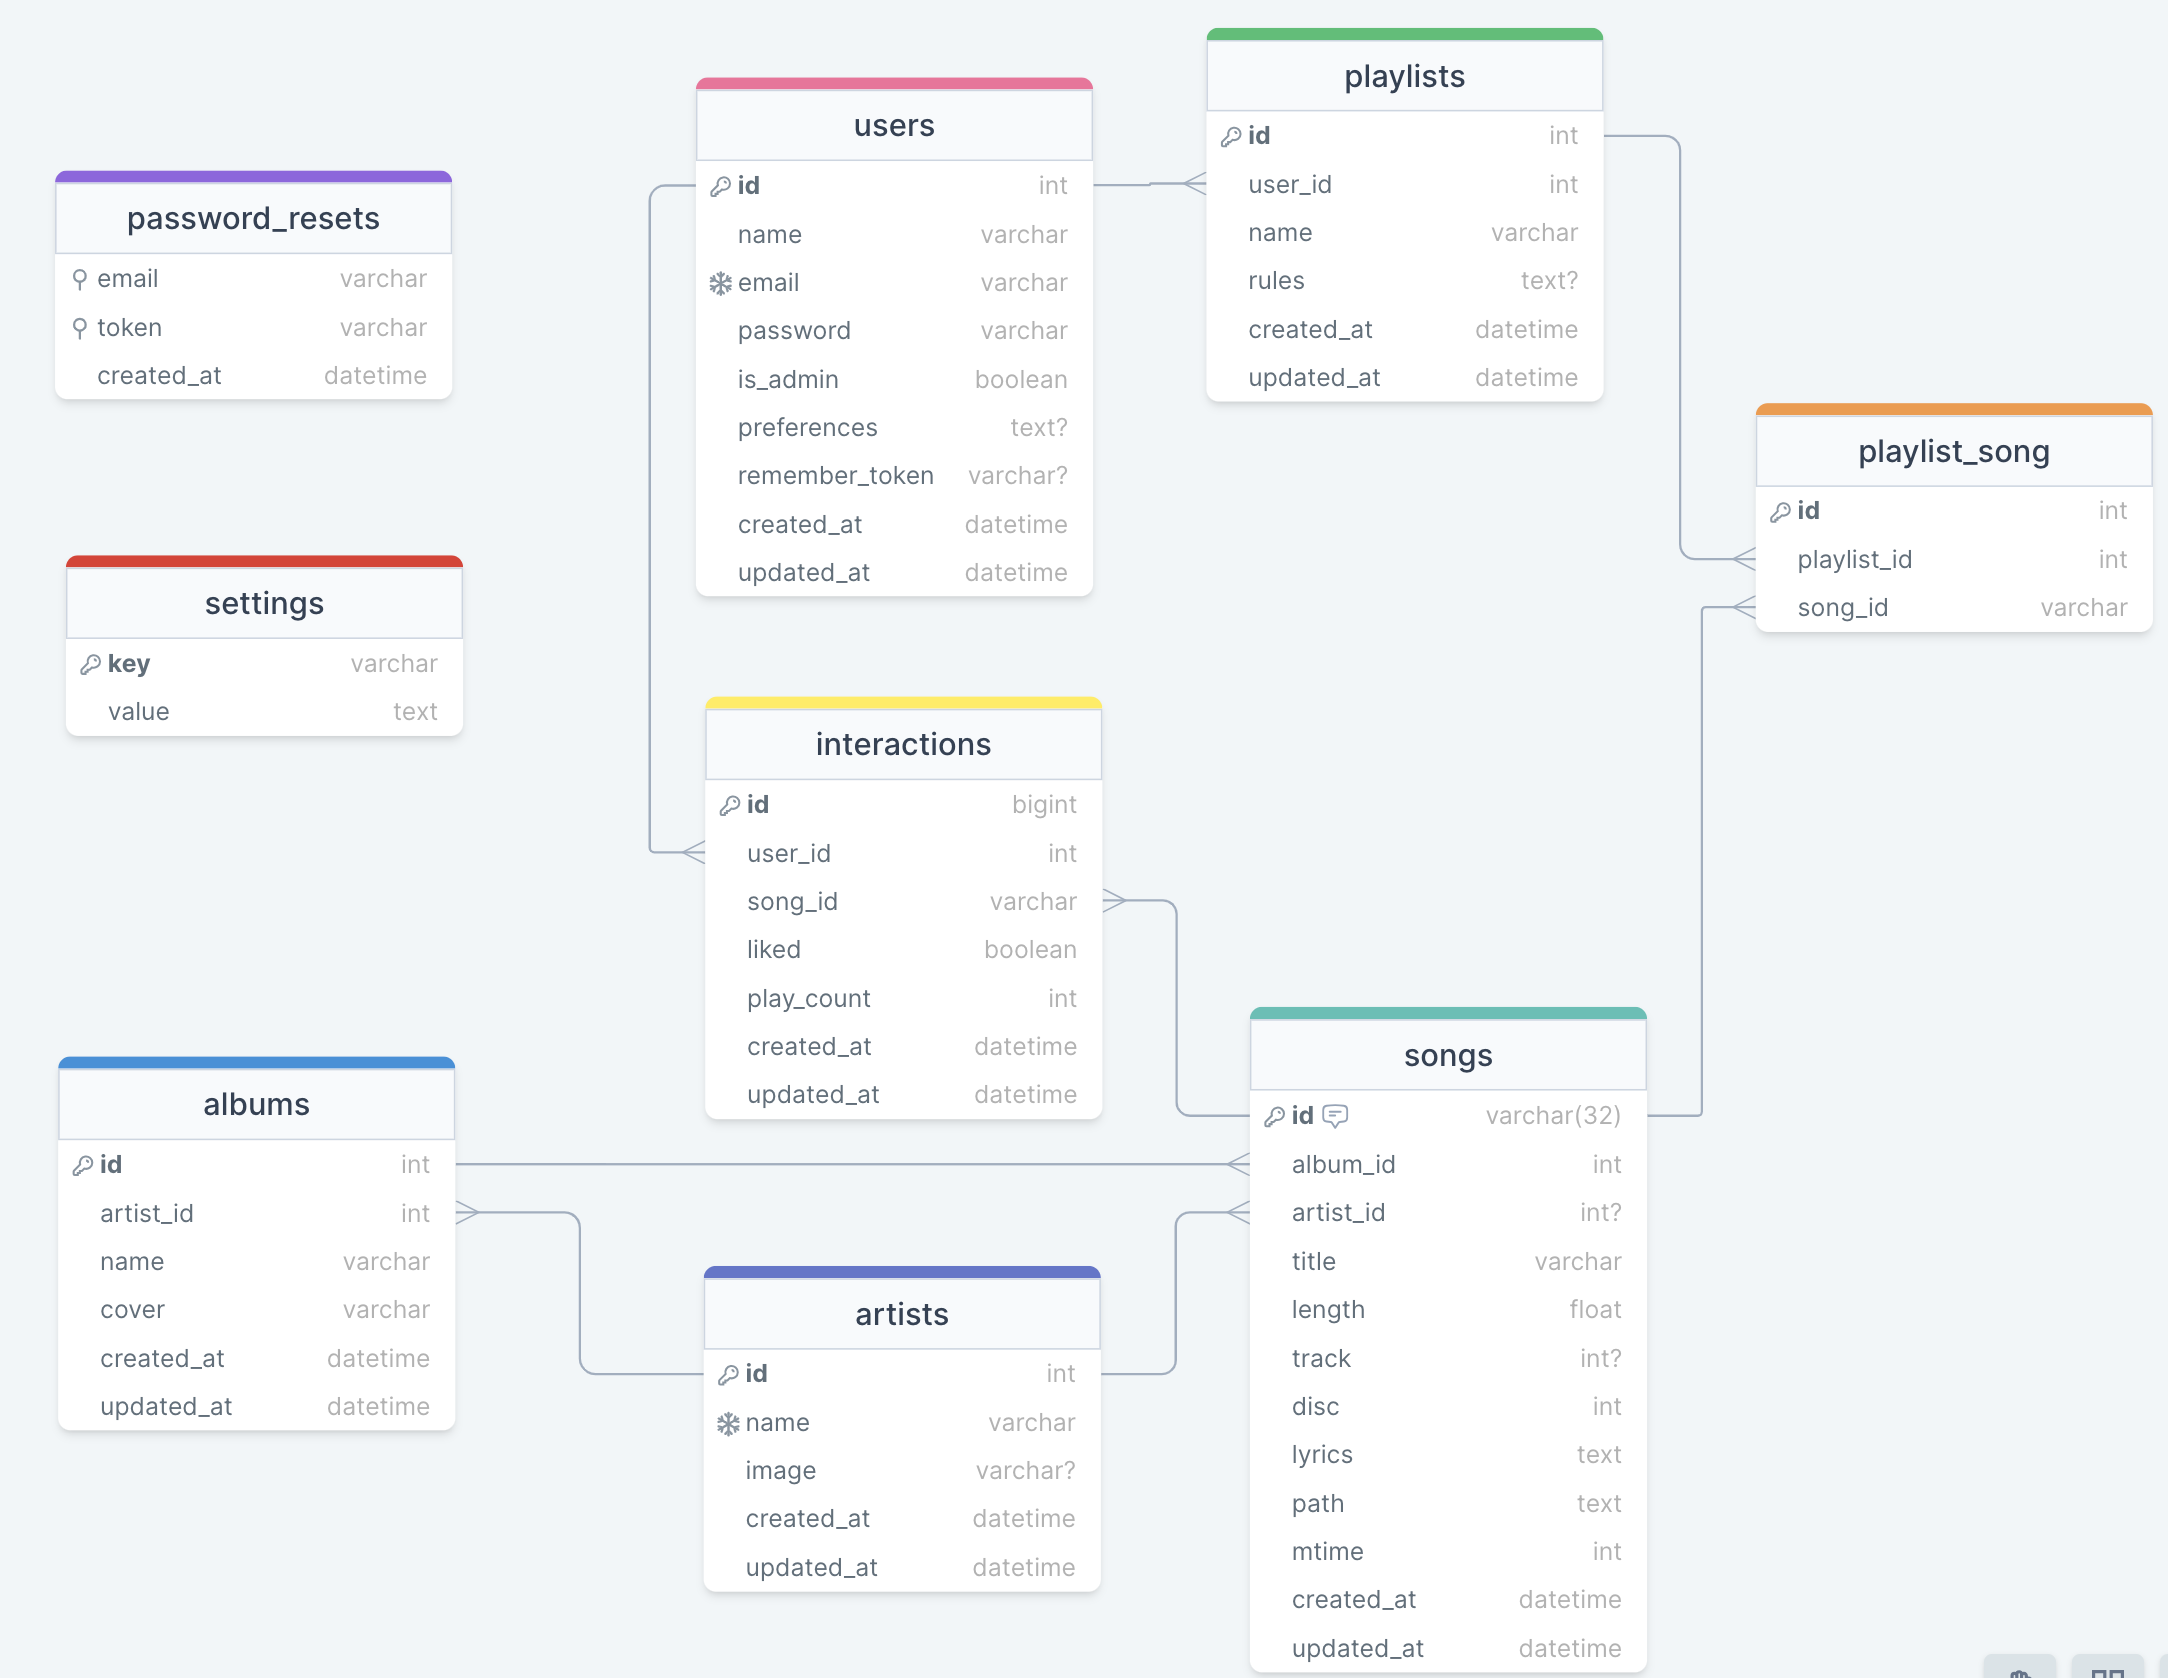 password_resets
email varchar
token varchar
created_at datetime
settings
key varchar
value text
users
id int
name varchar
email varchar
password varchar
is_admin boolean
preferences text?
remember_token varchar?
created_at datetime
updated_at datetime
playlists
id int
user_id int
name varchar
rules text?
created_at datetime
updated_at datetime
playlist_song
id int
playlist_id int
song_id varchar
interactions
id bigint
user_id int
song_id varchar
liked boolean
play_count int
created_at datetime
updated_at datetime
albums
id int
artist_id int
name varchar
cover varchar
created_at datetime
updated_at datetime
artists
id int
name varchar
image varchar?
created_at datetime
updated_at datetime
songs
id varchar(32)
album_id int
artist_id int?
title varchar
length float
track int?
disc int
lyrics text
path text
mtime int
created_at datetime
updated_at datetime